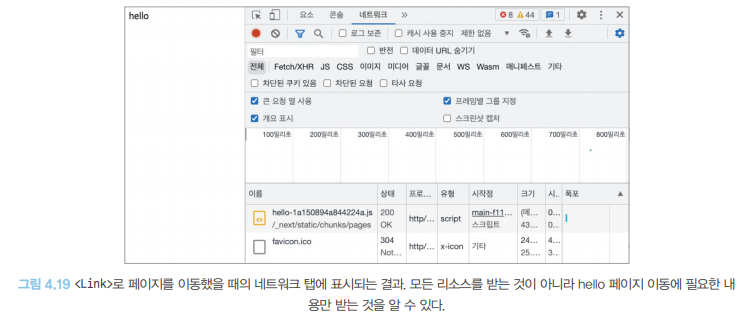 hello
요소 콘솔 네트워크 » 8 44 1
로그 보존 캐시 사용 중지 제한 없음
필터 반전 데이터 URL 숨기기
전체 Fetch/XHR JS CSS 이미지 미디어 글꼴 문서 WS Wasm 매니페스트 기타
차단된 쿠키 있음 차단된 요청 타사 요청
큰 요청 열 사용 프레임별 그룹 지정
개요 표시 스크린샷 캡처
100밀리초 200밀리초 300밀리초 400밀리초 500밀리초 600밀리초 700밀리초 800밀리초
이름 상태 프로... 유형 시작점 크기 시.. 폭포
hello-1a150894a844224a.js 200 http/... script main-f11... (메... 0...
/_next/static/chunks/pages OK 스크립트 43... 0...
favicon.ico 304 http/... x-icon 기타 24... 4...
Not... 25.... 3...
그림 4.19 <Link>로 페이지를 이동했을 때의 네트워크 탭에 표시되는 결과. 모든 리소스를 받는 것이 아니라 hello 페이지 이동에 필요한 내
용만 받는 것을 알 수 있다.